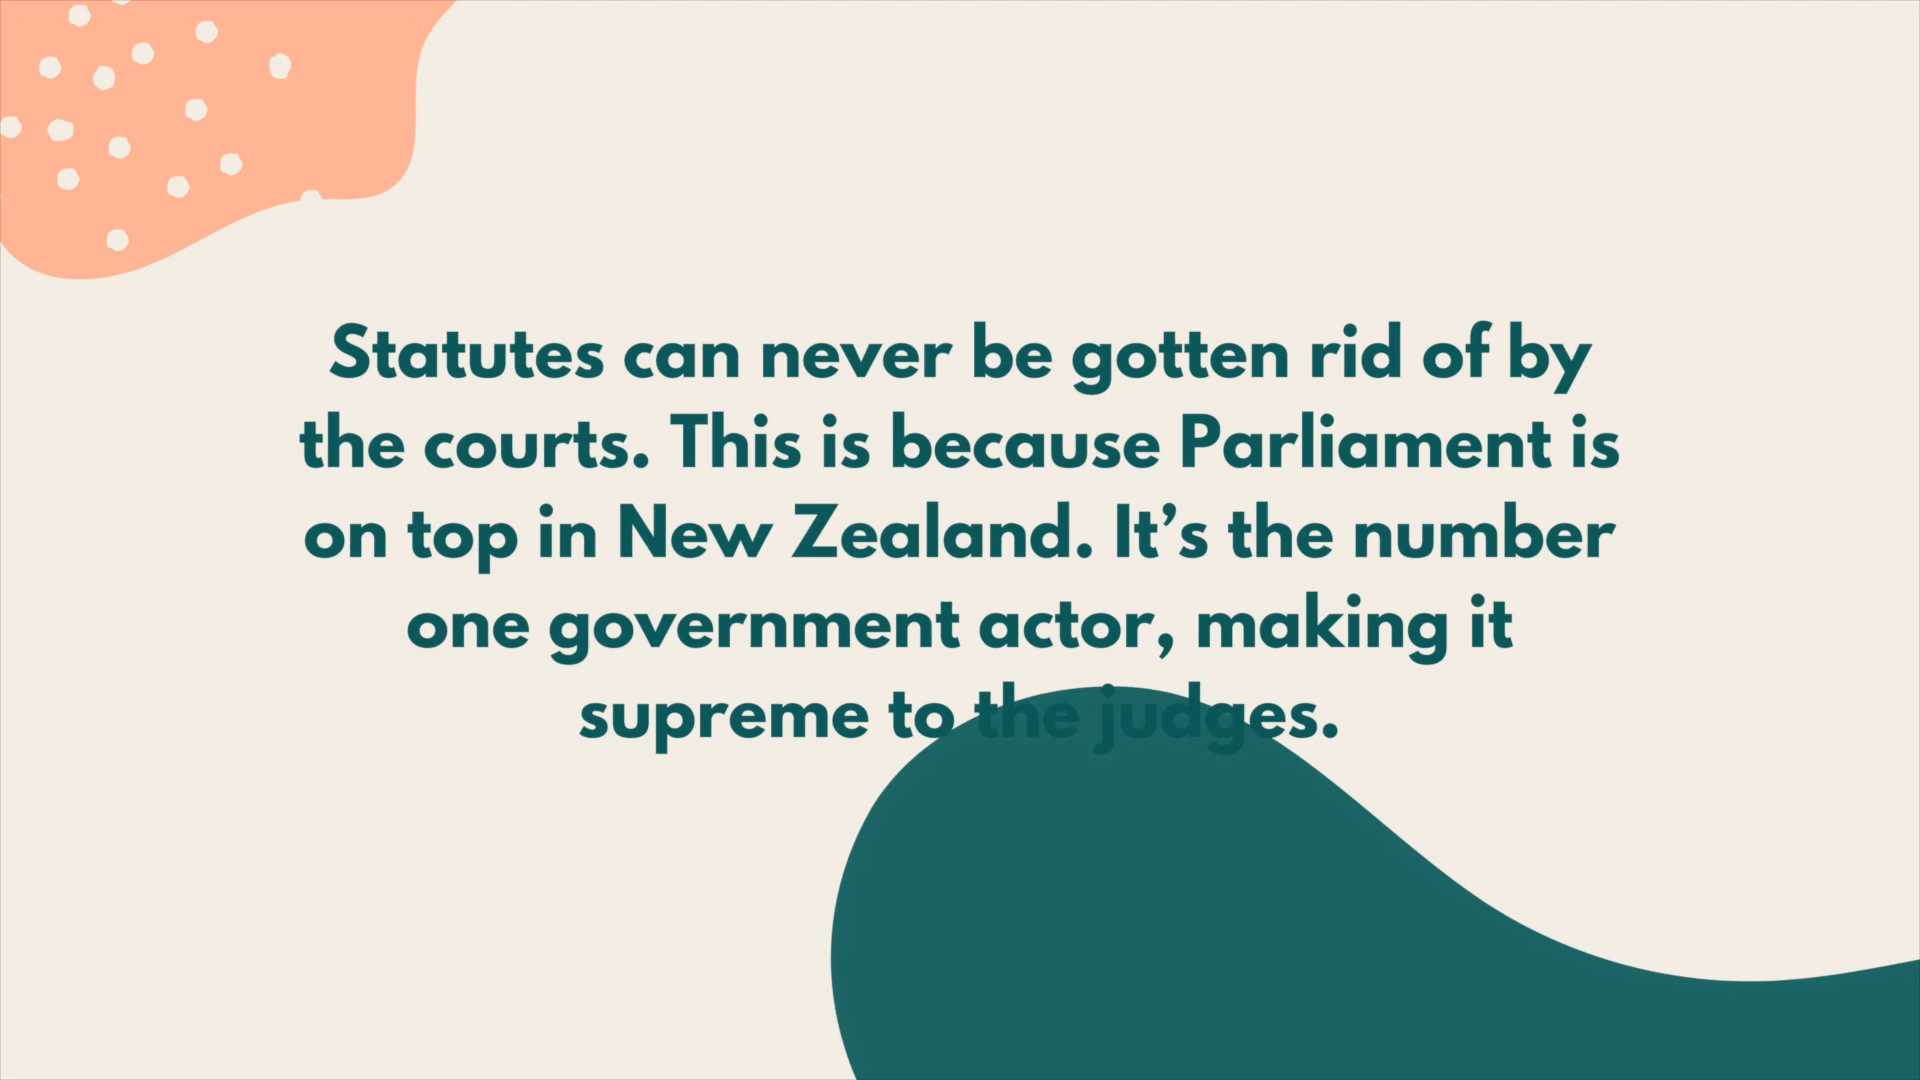 Statutes can never be gotten rid of by
the courts. This is because Parliament is
on top in New Zealand. It’s the number
one government actor, making it
supreme to the judges.